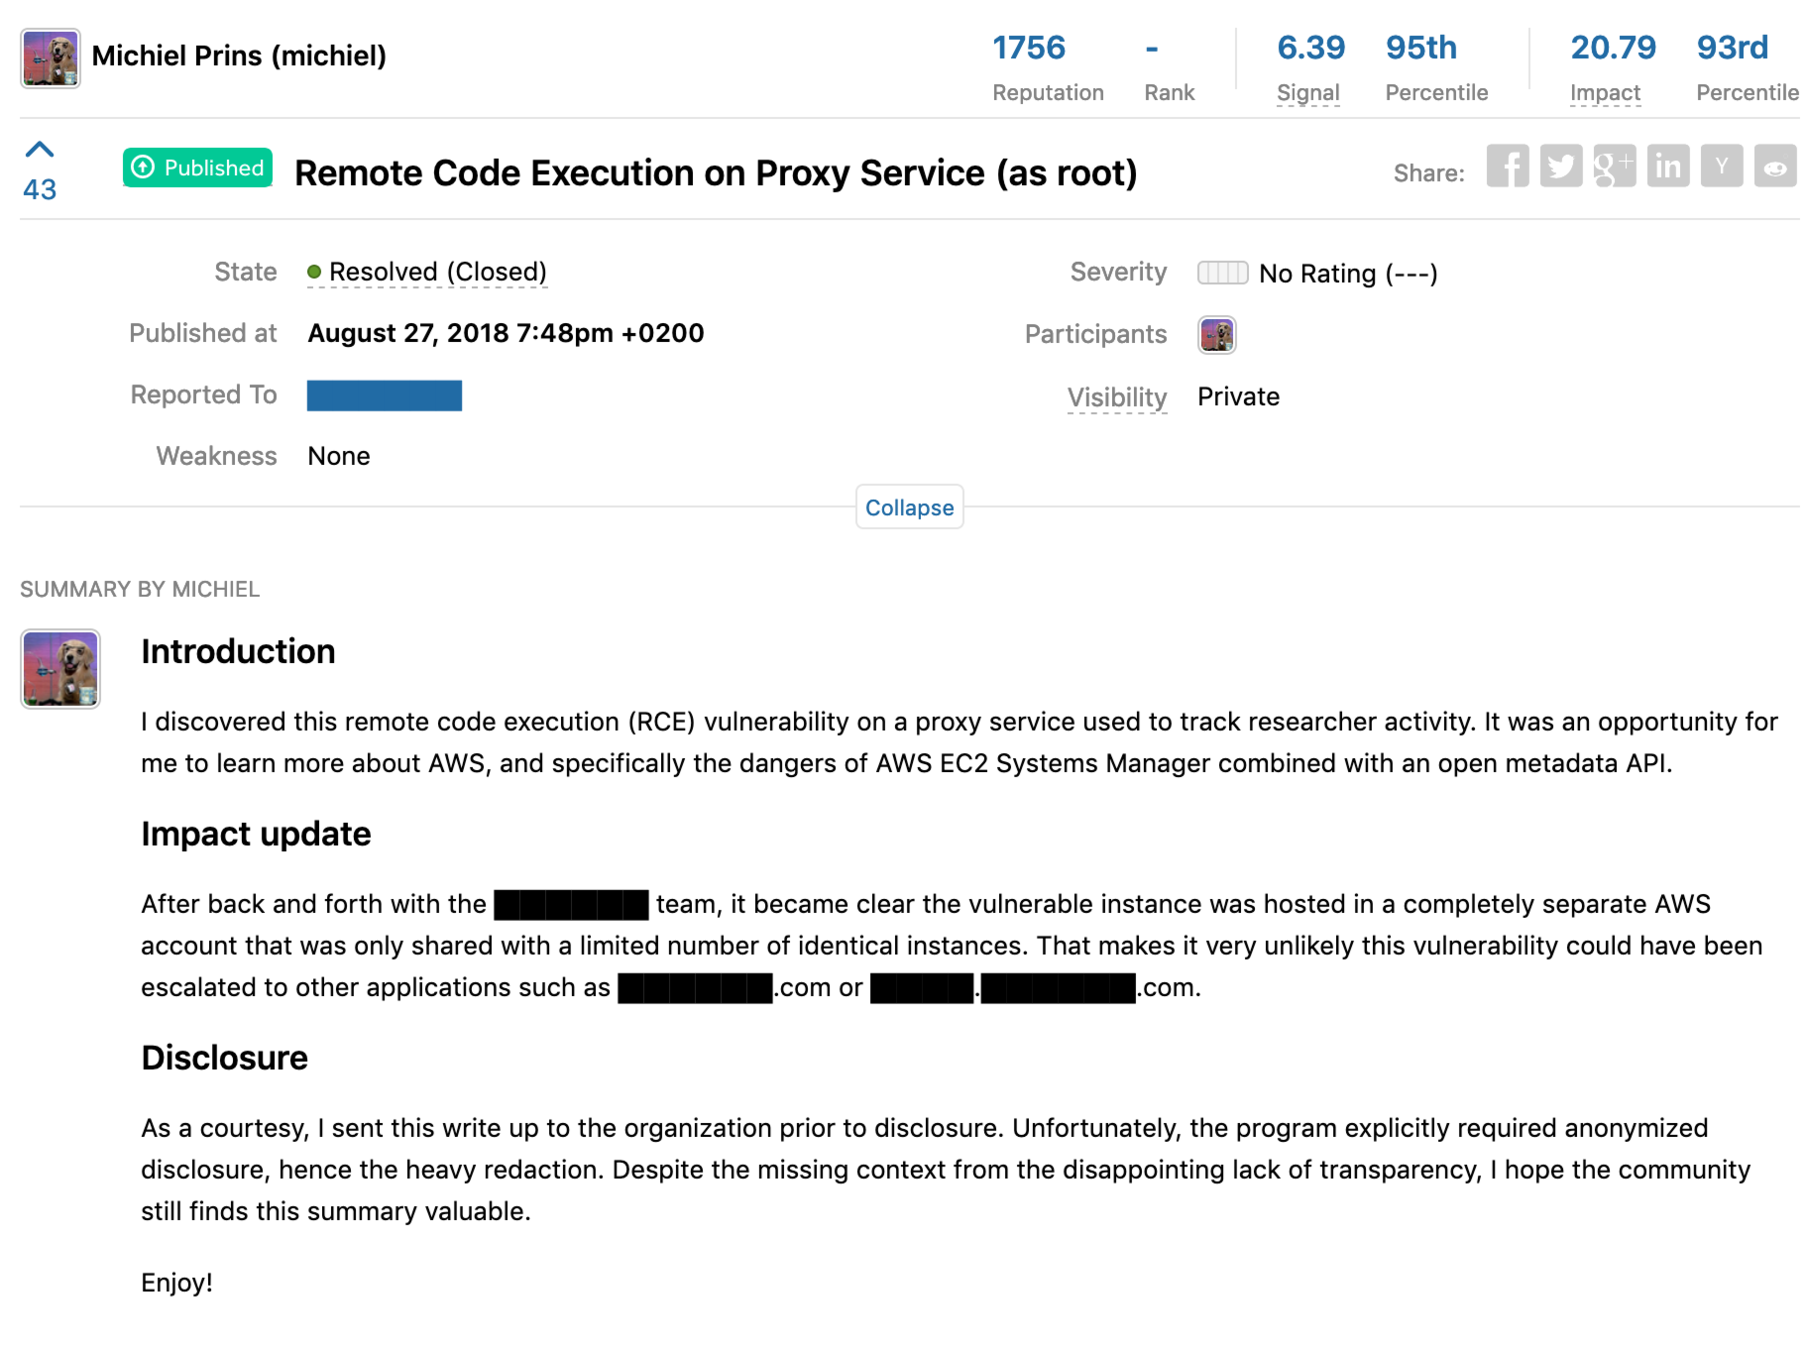 Michiel Prins (michiel)
1756 - 6.39 95th 20.79 93rd
Reputation Rank Signal Percentile Impact Percentile
43
Published Remote Code Execution on Proxy Service (as root)
Share: f g+ in Y
State Resolved (Closed)
Severity No Rating (---)
Published at August 27, 2018 7:48pm +0200
Participants
Reported To
Visibility Private
Weakness None
Collapse
SUMMARY BY MICHIEL
Introduction
I discovered this remote code execution (RCE) vulnerability on a proxy service used to track researcher activity. It was an opportunity for
me to learn more about AWS, and specifically the dangers of AWS EC2 Systems Manager combined with an open metadata API.
Impact update
After back and forth with the team, it became clear the vulnerable instance was hosted in a completely separate AWS
account that was only shared with a limited number of identical instances. That makes it very unlikely this vulnerability could have been
escalated to other applications such as .com or . .com.
Disclosure
As a courtesy, I sent this write up to the organization prior to disclosure. Unfortunately, the program explicitly required anonymized
disclosure, hence the heavy redaction. Despite the missing context from the disappointing lack of transparency, I hope the community
still finds this summary valuable.
Enjoy!